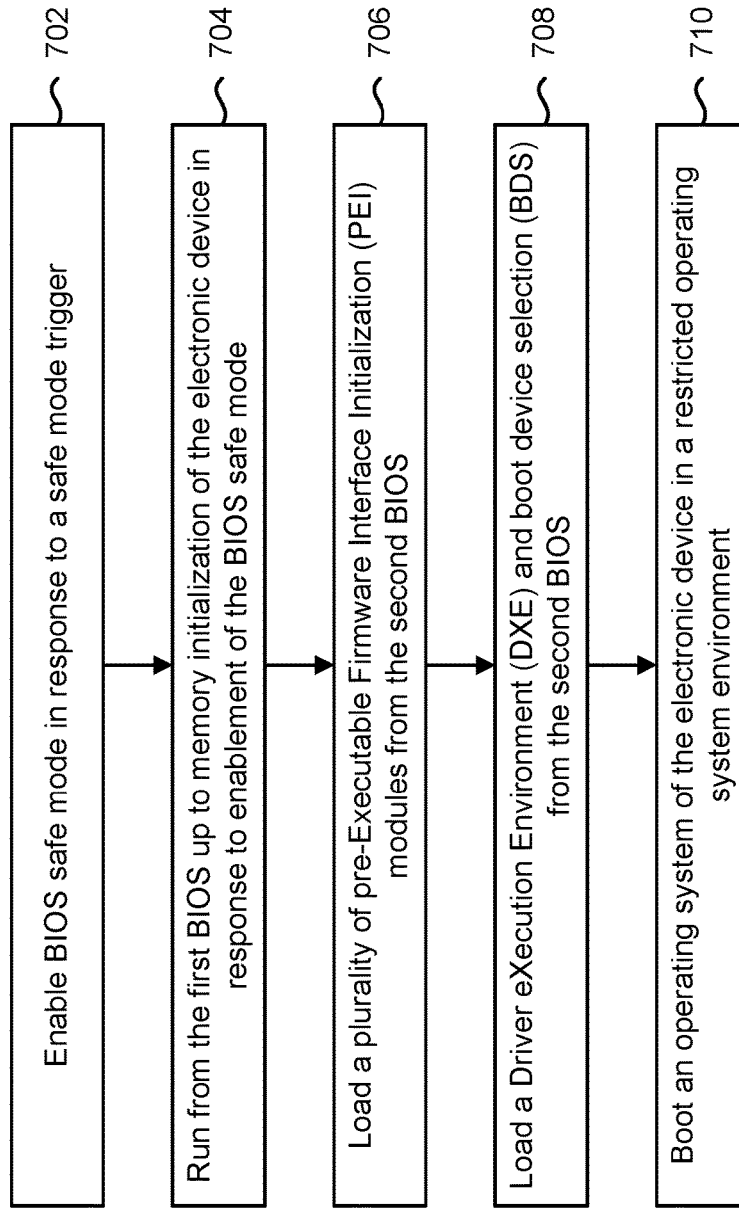 Enable BIOS safe mode in response to a safe mode trigger
702
Run from the first BIOS up to memory initialization of the electronic device in
response to enablement of the BIOS safe mode
704
Load a plurality of pre-Executable Firmware Interface Initialization (PEI)
modules from the second BIOS
706
Load a Driver eXecution Environment (DXE) and boot device selection (BDS)
from the second BIOS
708
Boot an operating system of the electronic device in a restricted operating
system environment
710